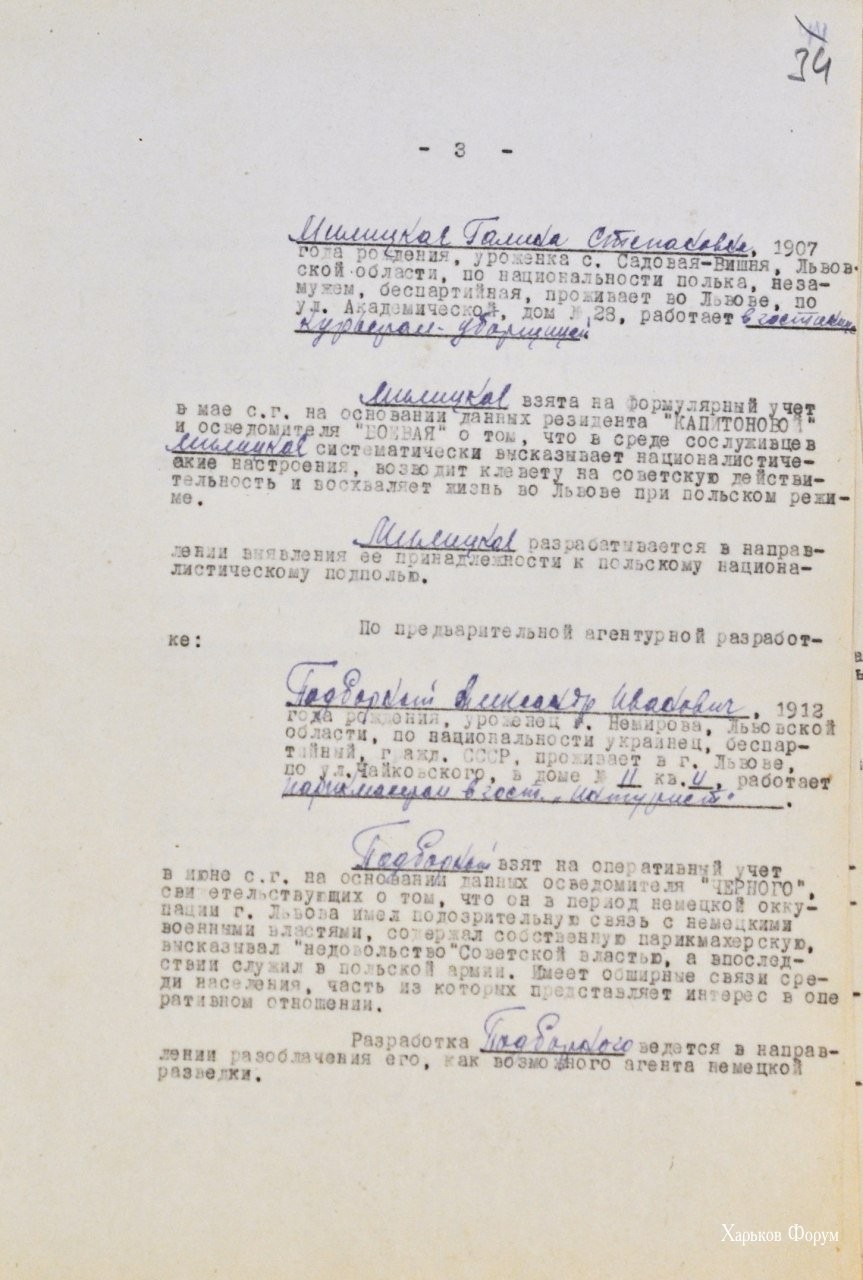 34
- 3 -
Милицкая Галина Степановна, 1907
года рождения, уроженка с. Садовая-Вишня, Львов-
ской области, по национальности полька, неза-
мужем, беспартийная, проживает во Львове, по
ул. Академической, дом № 28, работает в гостинице
курьером-уборщицей
Милицкая взята на формулярный учет
в мае с.г. на основании данных резидента "КАПИТОНОВОЙ"
и осведомителя "БОЕВАЯ" о том, что в среде сослуживцев
Милицкая систематически высказывает националистиче-
ские настроения, возводит клевету на советскую действи-
тельность и восхваляет жизнь во Львове при польском режи-
ме.
Милицкая разрабатывается в направ-
лении выявления ее принадлежности к польскому национа-
листическому подполью.
По предварительной агентурной разработ-
ке:
Подборский Александр Иванович, 1912
года рождения, уроженец г. Немирова, Львовской
области, по национальности украинец, беспар-
тийный, гражд. СССР, проживает в г. Львове,
по ул.Чайковского, в доме № 11 кв.4, работает
парикмахером в гост. "Интурист".
Подборский взят на оперативный учет
в июне с.г. на основании данных осведомителя "ЧЕРНОГО",
свидетельствующих о том, что он в период немецкой окку-
пации г. Львова имел подозрительную связь с немецкими
военными властями, содержал собственную парикмахерскую,
высказывал "недовольство"Советской властью, а впослед-
ствии служил в польской армии. Имеет обширные связи сре-
ди населения, часть из которых представляет интерес в опе
ративном отношении.
Разработка Подборского ведется в направ-
лении разоблачения его, как возможного агента немецкой
разведки.
Харьков Форум